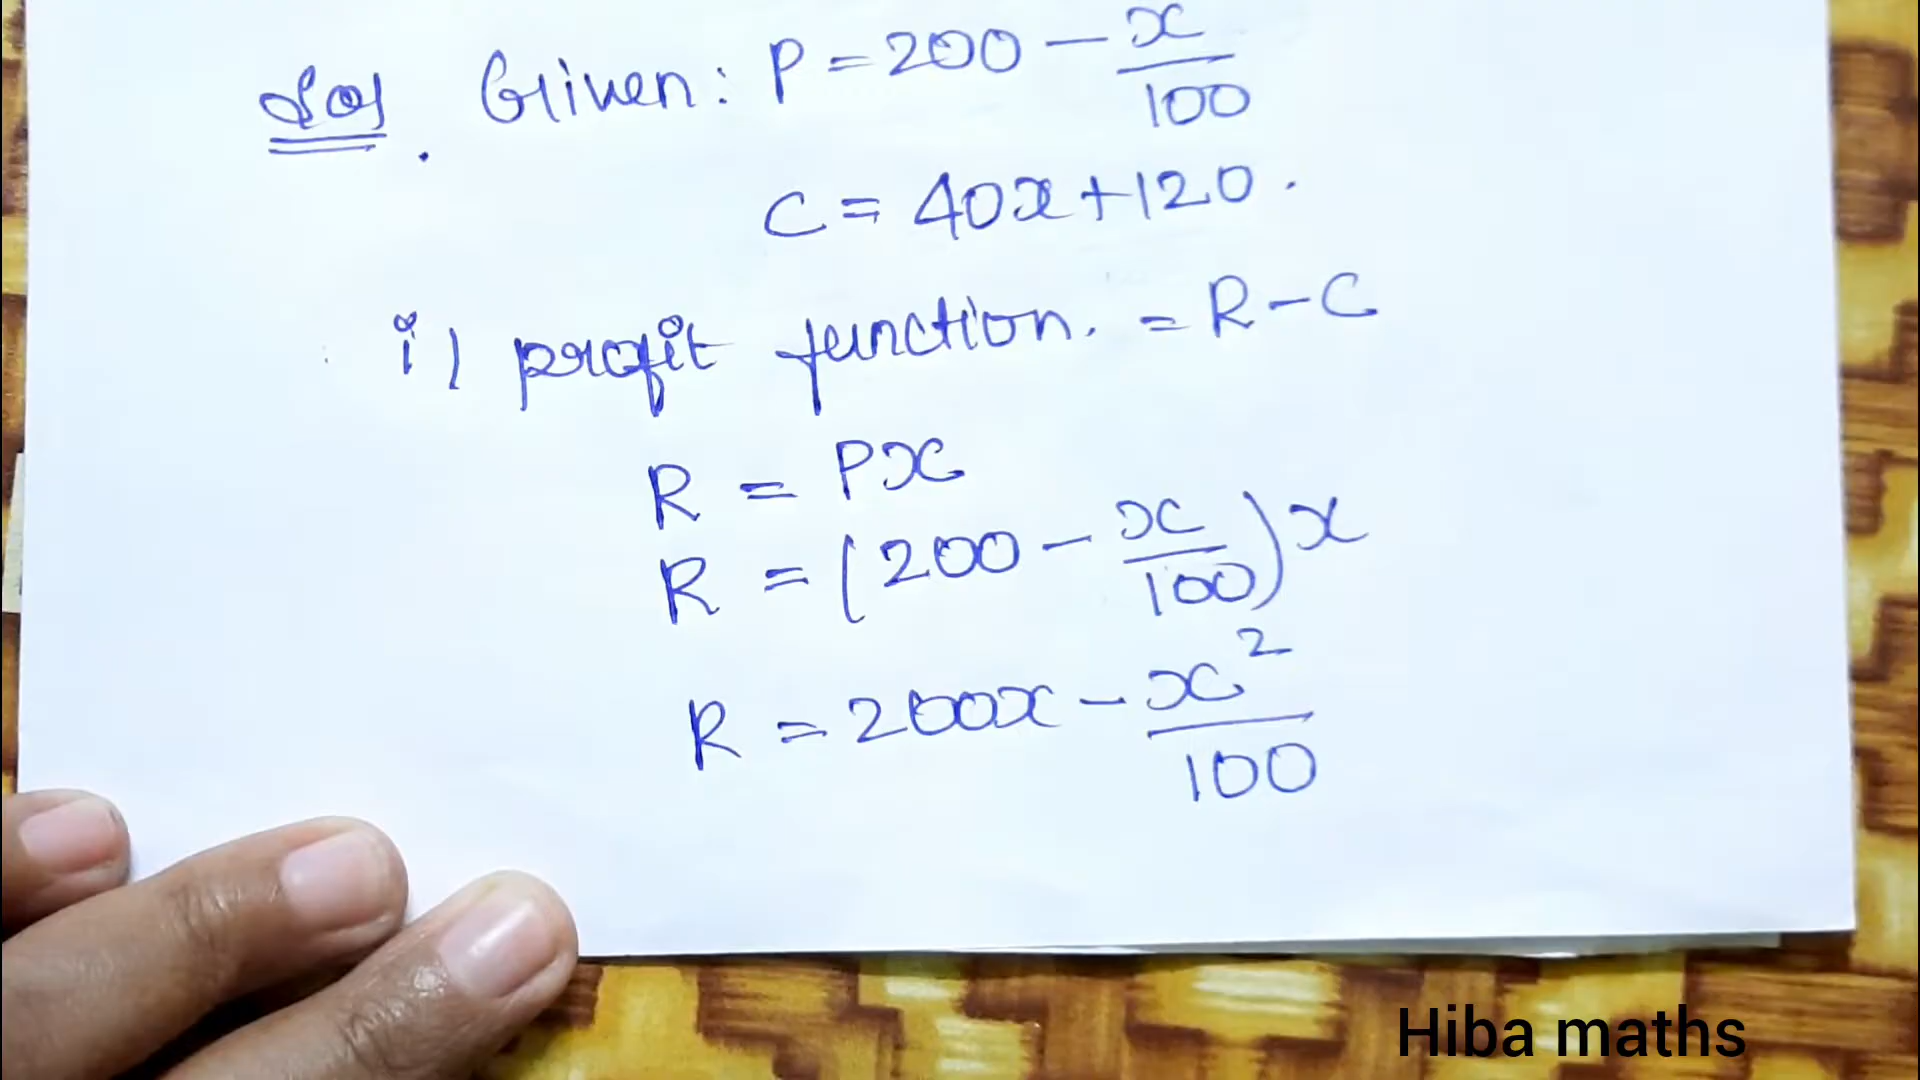 Sol. Given: P = 200 - x/100
C = 40x + 120.
i) profit function. = R - C
R = Px
R = (200 - x/100)x
R = 200x - x²/100
Hiba maths